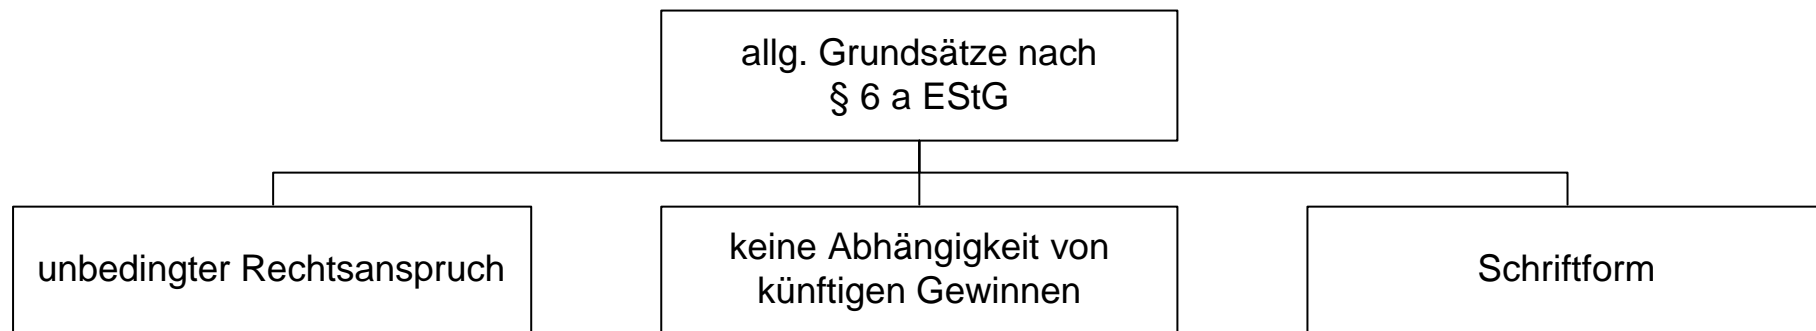 allg. Grundsätze nach
§ 6 a EStG
unbedingter Rechtsanspruch
keine Abhängigkeit von
künftigen Gewinnen
Schriftform